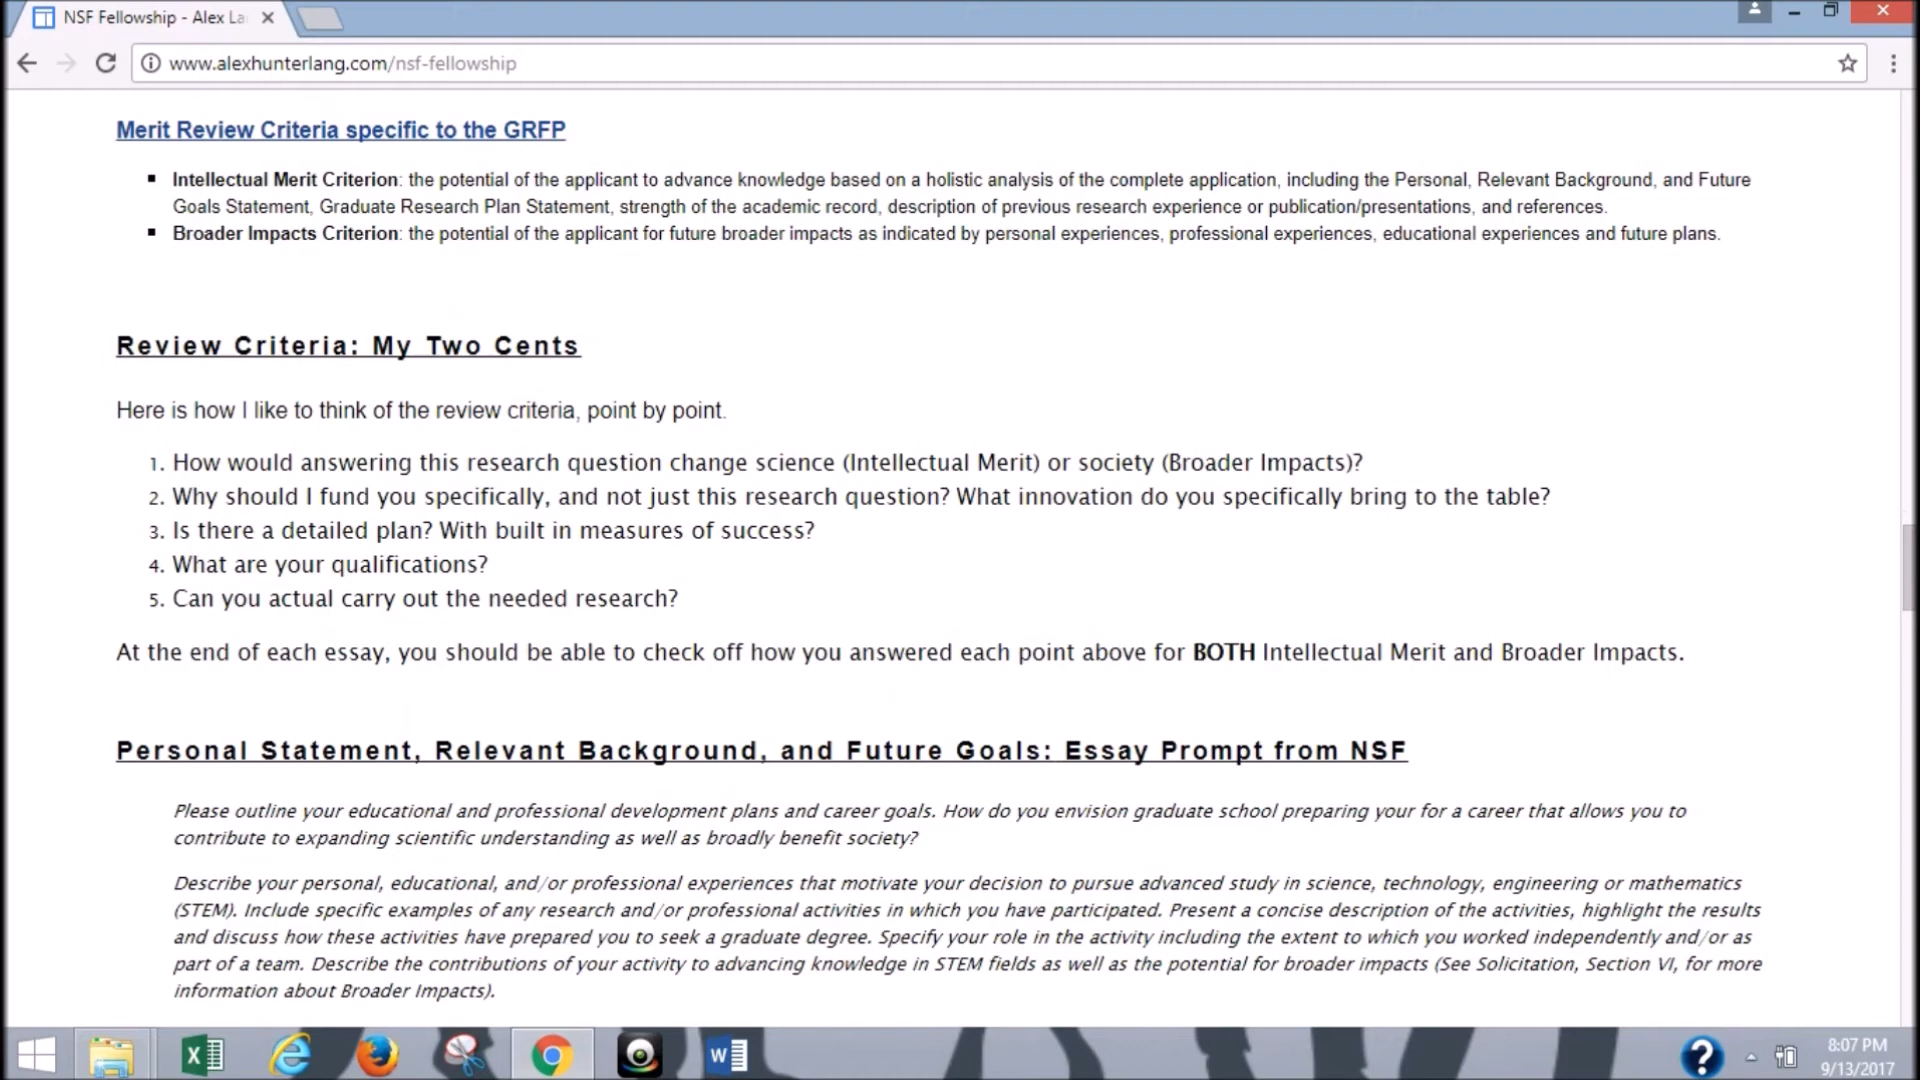 NSF Fellowship - Alex La
www.alexhunterlang.com/nsf-fellowship
Merit Review Criteria specific to the GRFP
Intellectual Merit Criterion: the potential of the applicant to advance knowledge based on a holistic analysis of the complete application, including the Personal, Relevant Background, and Future
Goals Statement, Graduate Research Plan Statement, strength of the academic record, description of previous research experience or publication/presentations, and references.
Broader Impacts Criterion: the potential of the applicant for future broader impacts as indicated by personal experiences, professional experiences, educational experiences and future plans.
Review Criteria: My Two Cents
Here is how I like to think of the review criteria, point by point.
1. How would answering this research question change science (Intellectual Merit) or society (Broader Impacts)?
2. Why should I fund you specifically, and not just this research question? What innovation do you specifically bring to the table?
3. Is there a detailed plan? With built in measures of success?
4. What are your qualifications?
5. Can you actual carry out the needed research?
At the end of each essay, you should be able to check off how you answered each point above for BOTH Intellectual Merit and Broader Impacts.
Personal Statement, Relevant Background, and Future Goals: Essay Prompt from NSF
Please outline your educational and professional development plans and career goals. How do you envision graduate school preparing your for a career that allows you to
contribute to expanding scientific understanding as well as broadly benefit society?
Describe your personal, educational, and/or professional experiences that motivate your decision to pursue advanced study in science, technology, engineering or mathematics
(STEM). Include specific examples of any research and/or professional activities in which you have participated. Present a concise description of the activities, highlight the results
and discuss how these activities have prepared you to seek a graduate degree. Specify your role in the activity including the extent to which you worked independently and/or as
part of a team. Describe the contributions of your activity to advancing knowledge in STEM fields as well as the potential for broader impacts (See Solicitation, Section VI, for more
information about Broader Impacts).
8:07 PM
9/13/2017